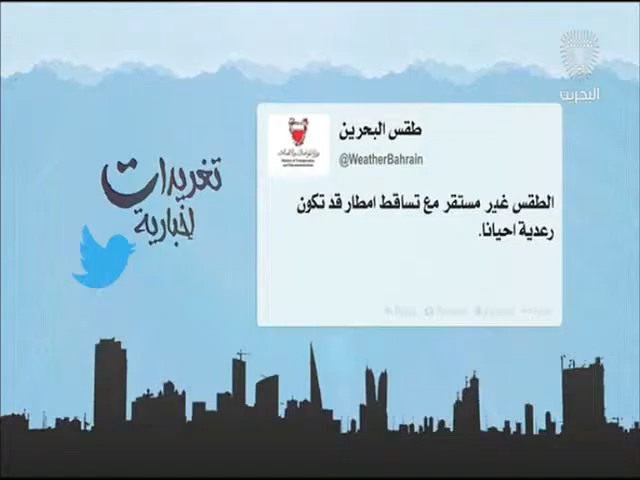 البحرين
طقس البحرين
@WeatherBahrain
تغريدات
إخبارية
الطقس غير مستقر مع تساقط امطار قد تكون
رعدية احيانا.